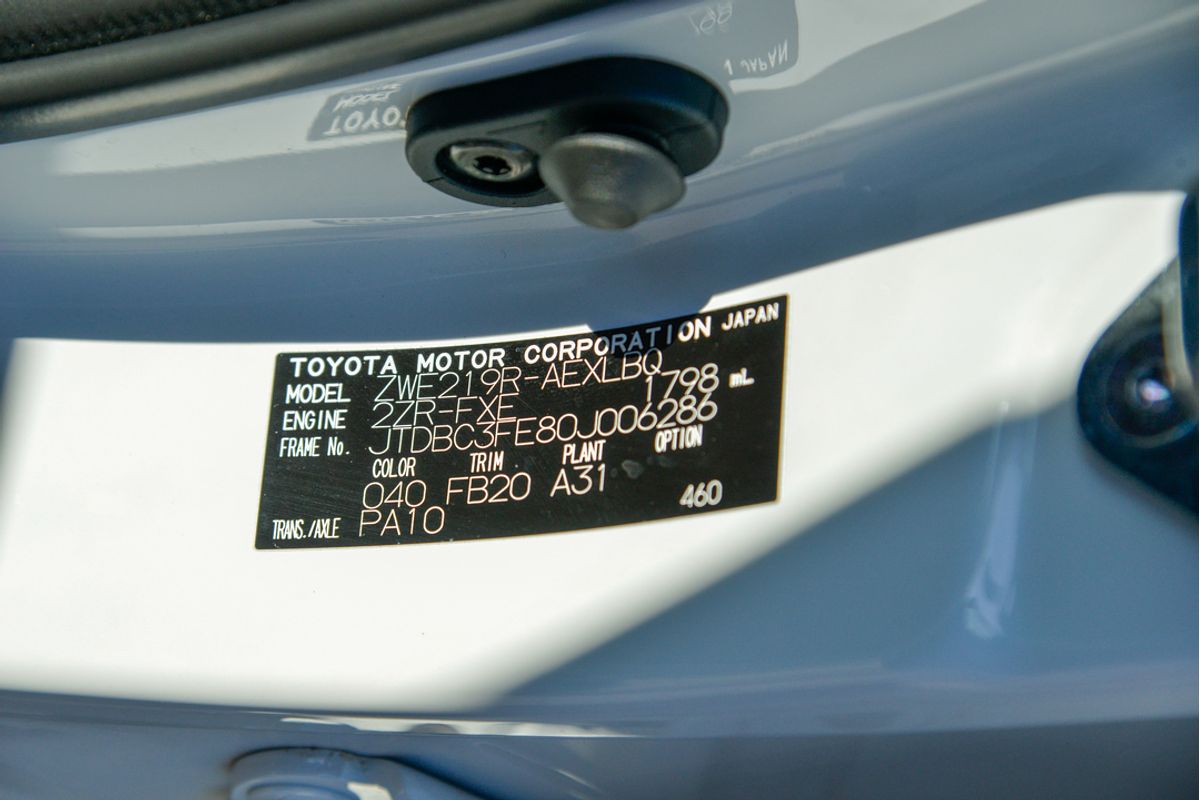 TOYOTA MOTOR CORPORATION JAPAN
MODEL ZWE219R-AEXLBQ
ENGINE 2ZR-FXE 1798 mL
FRAME No. JTDBC3FE80J006286
COLOR TRIM PLANT OPTION
040 FB20 A31
TRANS./AXLE PA10 460